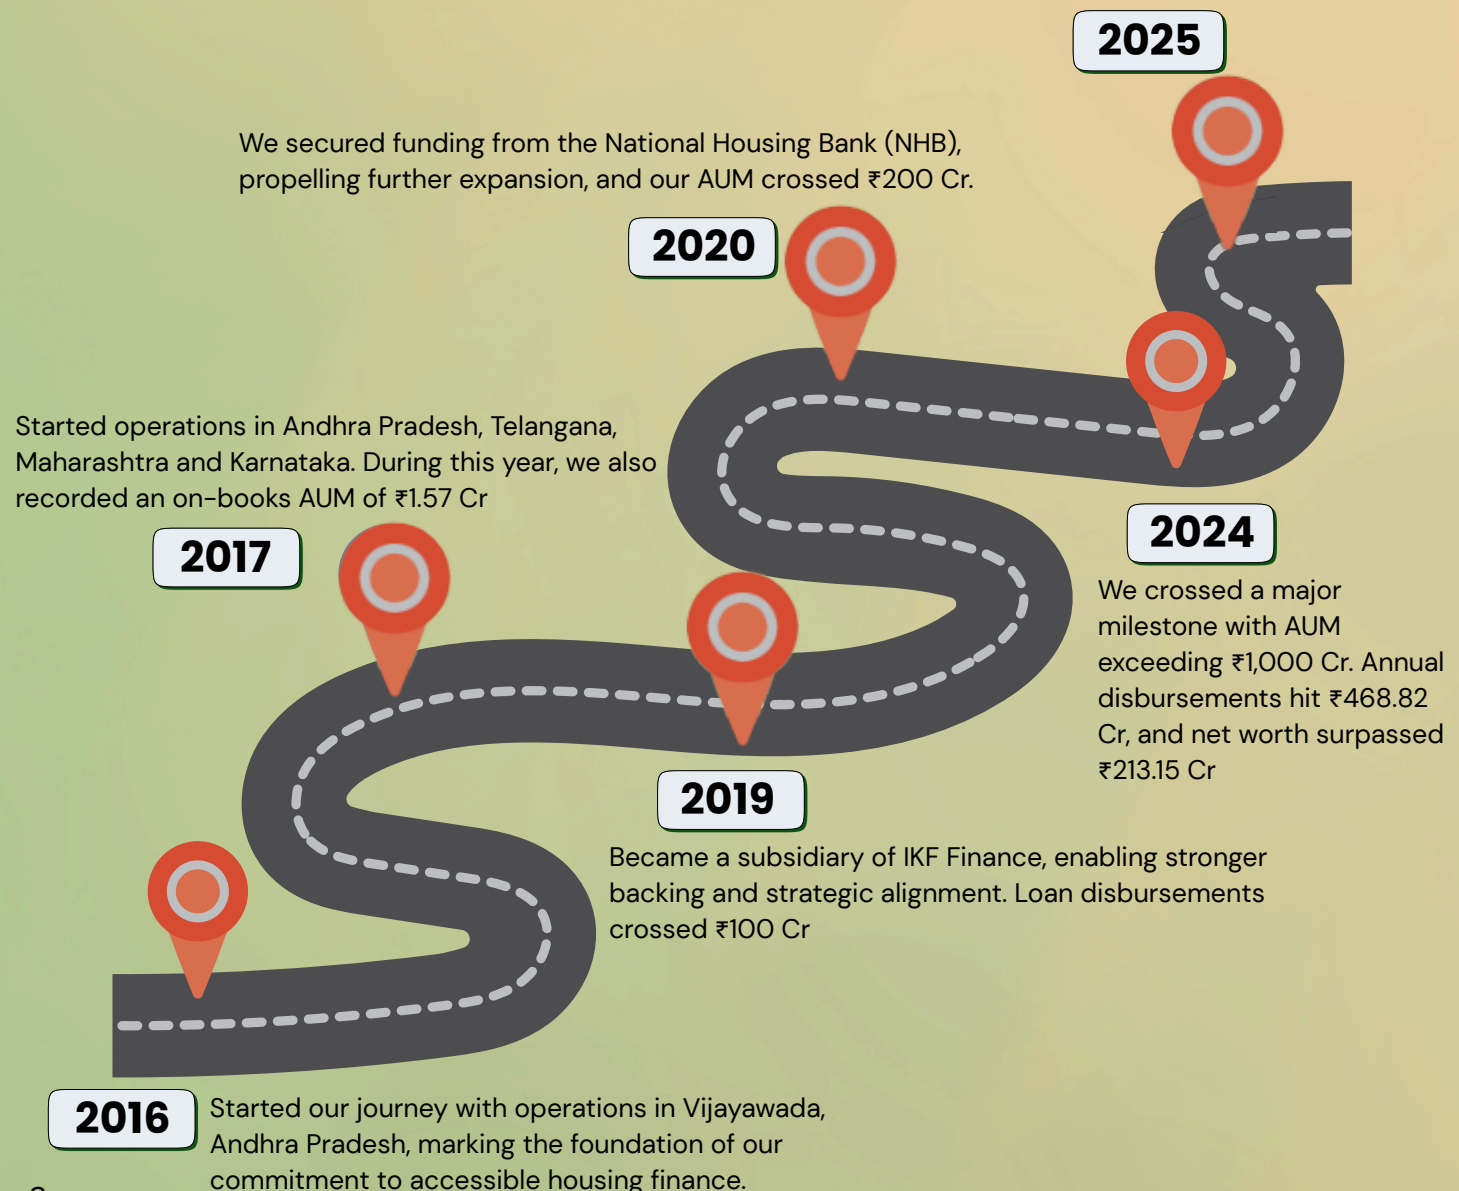 2025
We secured funding from the National Housing Bank (NHB),
propelling further expansion, and our AUM crossed ₹200 Cr.
2020
Started operations in Andhra Pradesh, Telangana,
Maharashtra and Karnataka. During this year, we also
recorded an on-books AUM of ₹1.57 Cr
2017
2024
We crossed a major
milestone with AUM
exceeding ₹1,000 Cr. Annual
disbursements hit ₹468.82
Cr, and net worth surpassed
₹213.15 Cr
2019
Became a subsidiary of IKF Finance, enabling stronger
backing and strategic alignment. Loan disbursements
crossed ₹100 Cr
2016
Started our journey with operations in Vijayawada,
Andhra Pradesh, marking the foundation of our
commitment to accessible housing finance.